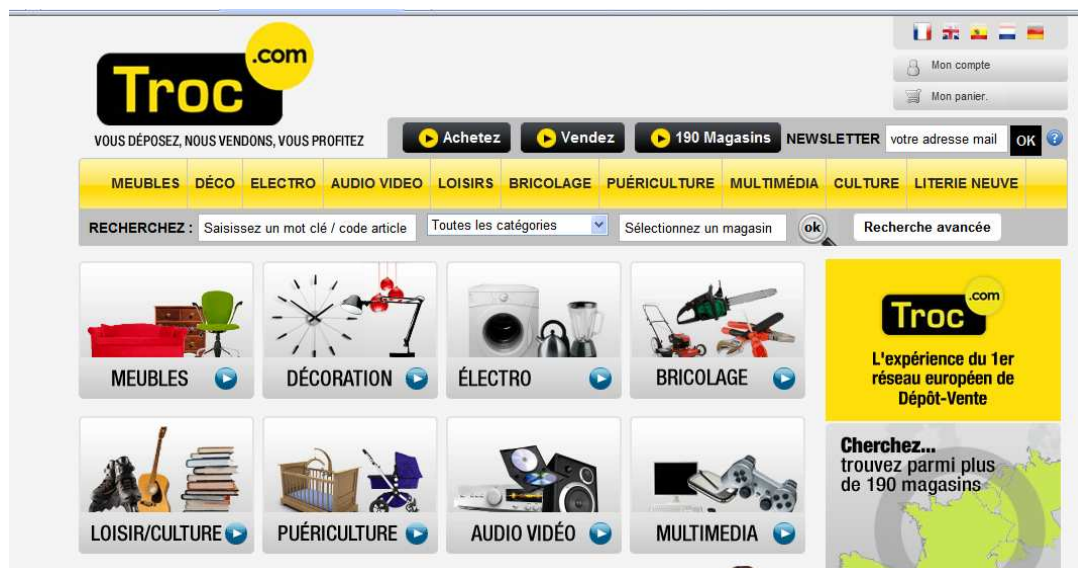 Troc
.com
VOUS DÉPOSEZ, NOUS VENDONS, VOUS PROFITEZ
Mon compte
Mon panier.
Achetez
Vendez
190 Magasins
NEWSLETTER
votre adresse mail
OK
?
MEUBLES DÉCO ELECTRO AUDIO VIDEO LOISIRS BRICOLAGE PUÉRICULTURE MULTIMÉDIA CULTURE LITERIE NEUVE
RECHERCHEZ : Saisissez un mot clé / code article Toutes les catégories Sélectionnez un magasin ok Recherche avancée
MEUBLES
DÉCORATION
ÉLECTRO
BRICOLAGE
Troc
.com
L'expérience du 1er
réseau européen de
Dépôt-Vente
LOISIR/CULTURE
PUÉRICULTURE
AUDIO VIDÉO
MULTIMEDIA
Cherchez...
trouvez parmi plus
de 190 magasins